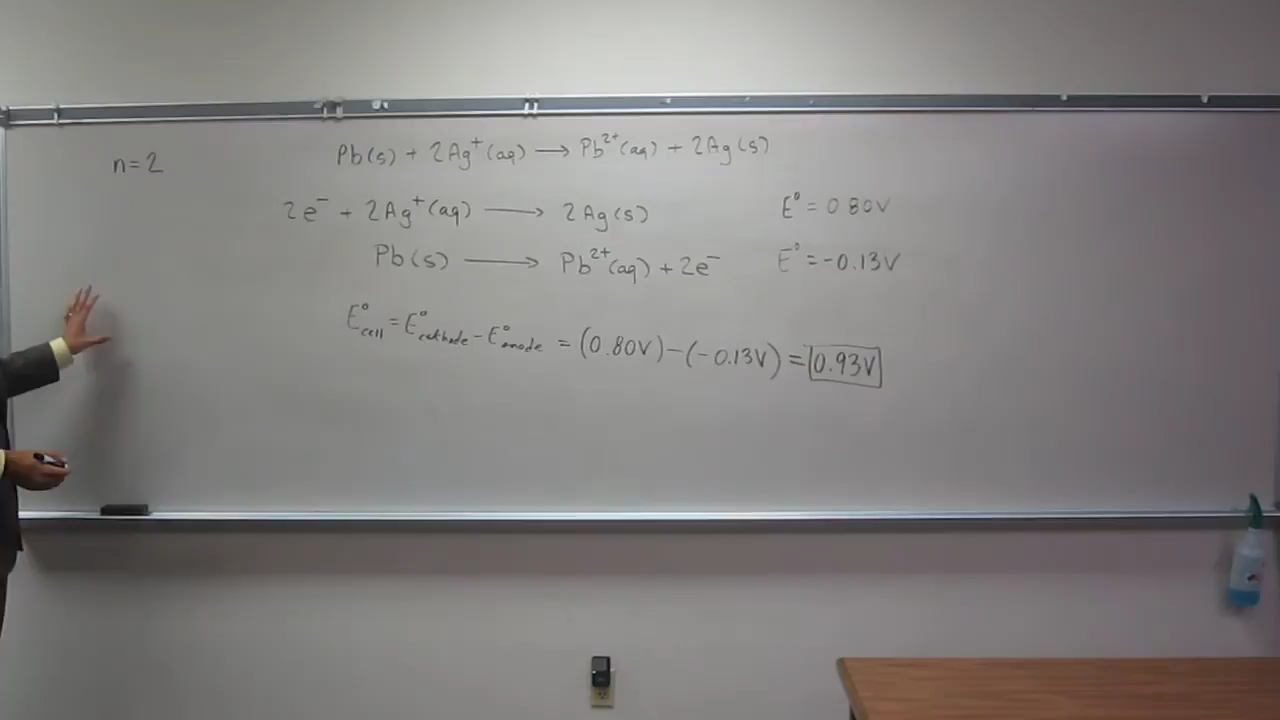 n=2
Pb(s) + 2Ag⁺(aq) ⟶ Pb²⁺(aq) + 2Ag(s)
2e⁻ + 2Ag⁺(aq) ⟶ 2Ag(s) E° = 0.80V
Pb(s) ⟶ Pb²⁺(aq) + 2e⁻ E° = -0.13V
E°cell = E°cathode - E°anode = (0.80V) - (-0.13V) = 0.93V